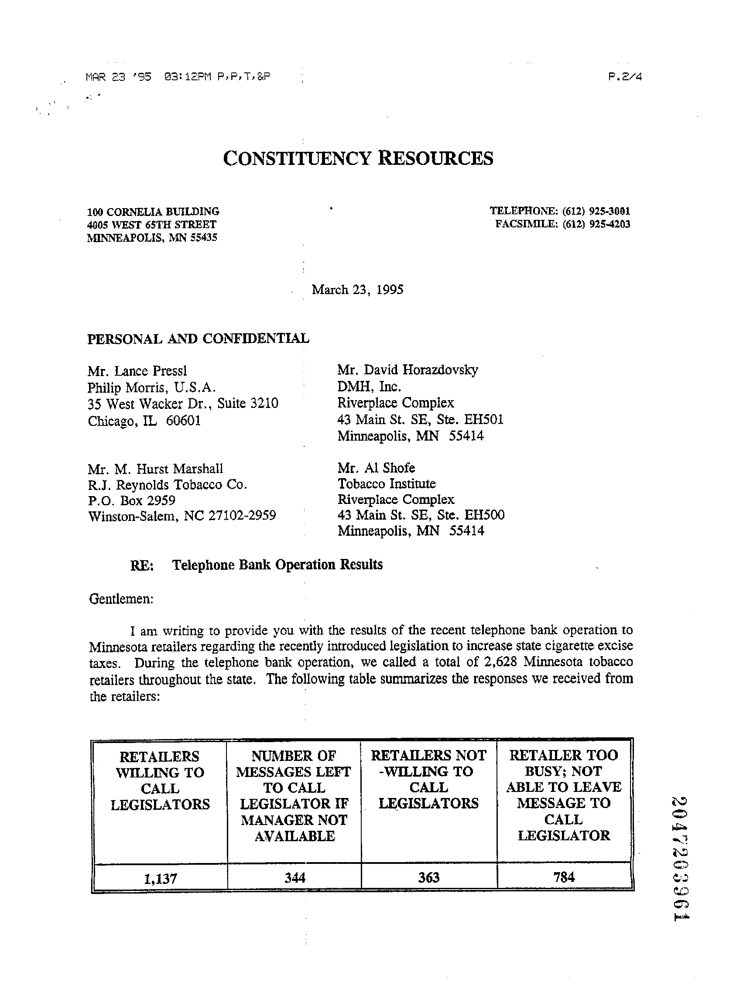 MAR 23 '95 03:12PM P,P,T,&P P.2/4
CONSTITUENCY RESOURCES
100 CORNELIA BUILDING TELEPHONE: (612) 925-3001
4005 WEST 65TH STREET FACSIMILE: (612) 925-4203
MINNEAPOLIS, MN 55435
March 23, 1995
PERSONAL AND CONFIDENTIAL
Mr. Lance Pressl
Philip Morris, U.S.A.
35 West Wacker Dr., Suite 3210
Chicago, IL 60601
Mr. David Horazdovsky
DMH, Inc.
Riverplace Complex
43 Main St. SE, Ste. EH501
Minneapolis, MN 55414
Mr. M. Hurst Marshall
R.J. Reynolds Tobacco Co.
P.O. Box 2959
Winston-Salem, NC 27102-2959
Mr. Al Shofe
Tobacco Institute
Riverplace Complex
43 Main St. SE, Ste. EH500
Minneapolis, MN 55414
RE: Telephone Bank Operation Results
Gentlemen:
I am writing to provide you with the results of the recent telephone bank operation to
Minnesota retailers regarding the recently introduced legislation to increase state cigarette excise
taxes. During the telephone bank operation, we called a total of 2,628 Minnesota tobacco
retailers throughout the state. The following table summarizes the responses we received from
the retailers:
RETAILERS
WILLING TO
CALL
LEGISLATORS
NUMBER OF
MESSAGES LEFT
TO CALL
LEGISLATOR IF
MANAGER NOT
AVAILABLE
RETAILERS NOT
-WILLING TO
CALL
LEGISLATORS
RETAILER TOO
BUSY; NOT
ABLE TO LEAVE
MESSAGE TO
CALL
LEGISLATOR
1,137 344 363 784
2047203961